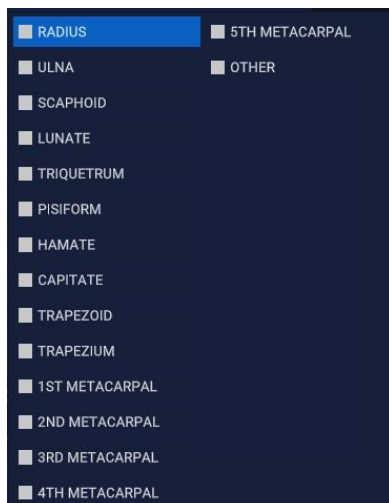 RADIUS
ULNA
SCAPHOID
LUNATE
TRIQUETRUM
PISIFORM
HAMATE
CAPITATE
TRAPEZOID
TRAPEZIUM
1ST METACARPAL
2ND METACARPAL
3RD METACARPAL
4TH METACARPAL
5TH METACARPAL
OTHER